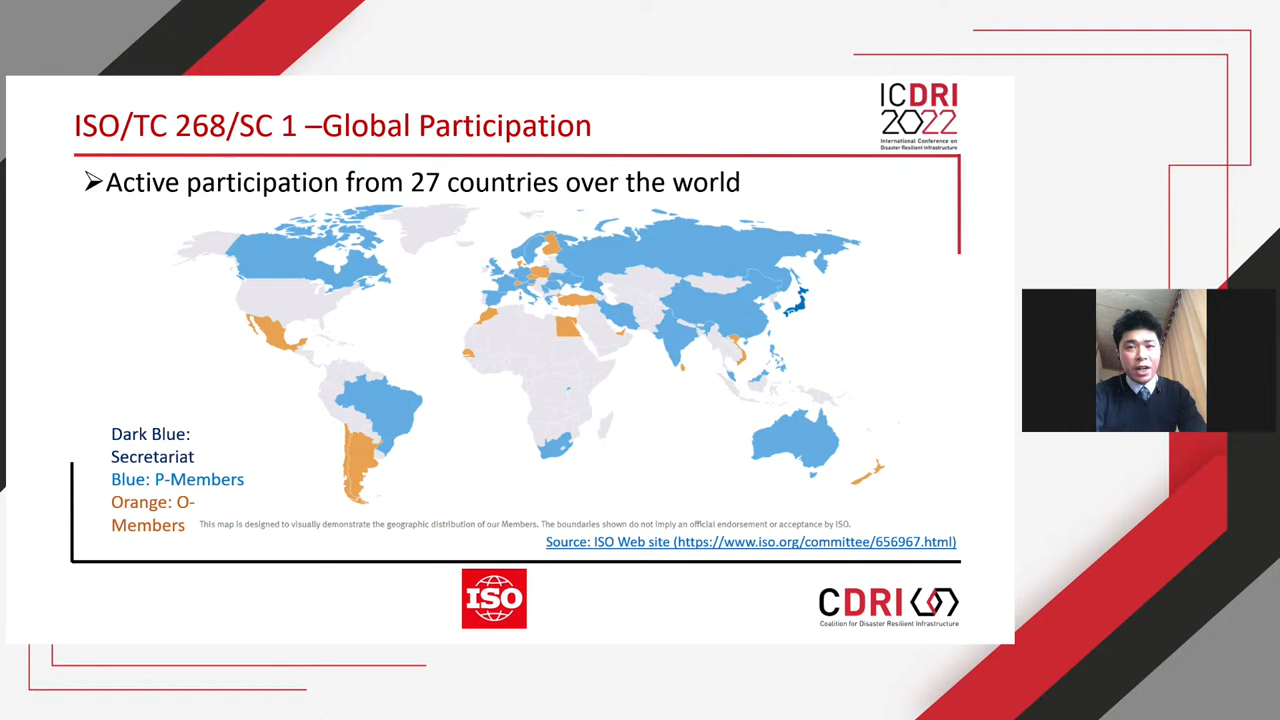 ICDRI
2022
International Conference on
Disaster Resilient Infrastructure
ISO/TC 268/SC 1 –Global Participation
➢Active participation from 27 countries over the world
Dark Blue:
Secretariat
Blue: P-Members
Orange: O-
Members
This map is designed to visually demonstrate the geographic distribution of our Members. The boundaries shown do not imply an official endorsement or acceptance by ISO.
Source: ISO Web site (https://www.iso.org/committee/656967.html)
ISO
CDRI
Coalition for Disaster Resilient Infrastructure